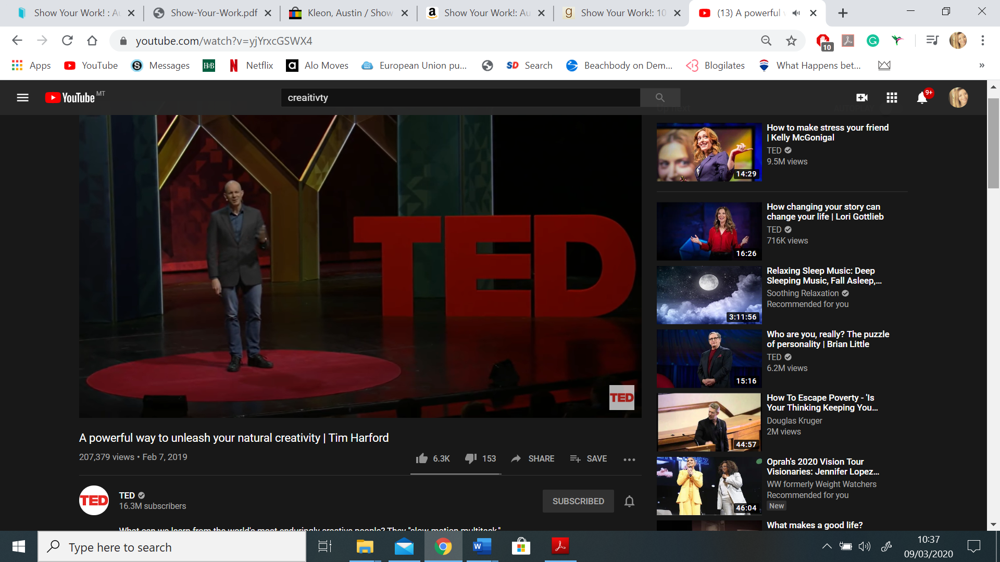 Show Your Work! : Au
Show-Your-Work.pdf
Kleon, Austin / Show
Show Your Work!: Au
Show Your Work!: 10
(13) A powerful
youtube.com/watch?v=yjYrxcGSWX4
10
Apps
YouTube
Messages
H&B
Netflix
a
Alo Moves
European Union pu...
SD
Search
Beachbody on Dem...
Blogilates
What Happens bet...
»
YouTube MT
creaitivty
9+
Up next
TED
TED
A powerful way to unleash your natural creativity | Tim Harford
207,379 views • Feb 7, 2019
6.3K
153
SHARE
SAVE
TED
TED
16.3M subscribers
SUBSCRIBED
What can we learn from the world's most enduringly creative people? They "slow-motion multitask,"
How to make stress your friend
| Kelly McGonigal
TED
9.5M views
14:29
How changing your story can
change your life | Lori Gottlieb
TED
716K views
16:26
Relaxing Sleep Music: Deep
Sleeping Music, Fall Asleep,...
Soothing Relaxation
Recommended for you
3:11:56
Who are you, really? The puzzle
of personality | Brian Little
TED
6.2M views
15:16
How To Escape Poverty - 'Is
Your Thinking Keeping You...
Douglas Kruger
2M views
44:57
Oprah's 2020 Vision Tour
Visionaries: Jennifer Lopez...
WW formerly Weight Watchers
Recommended for you
New
46:04
What makes a good life?
Type here to search
10:37
09/03/2020